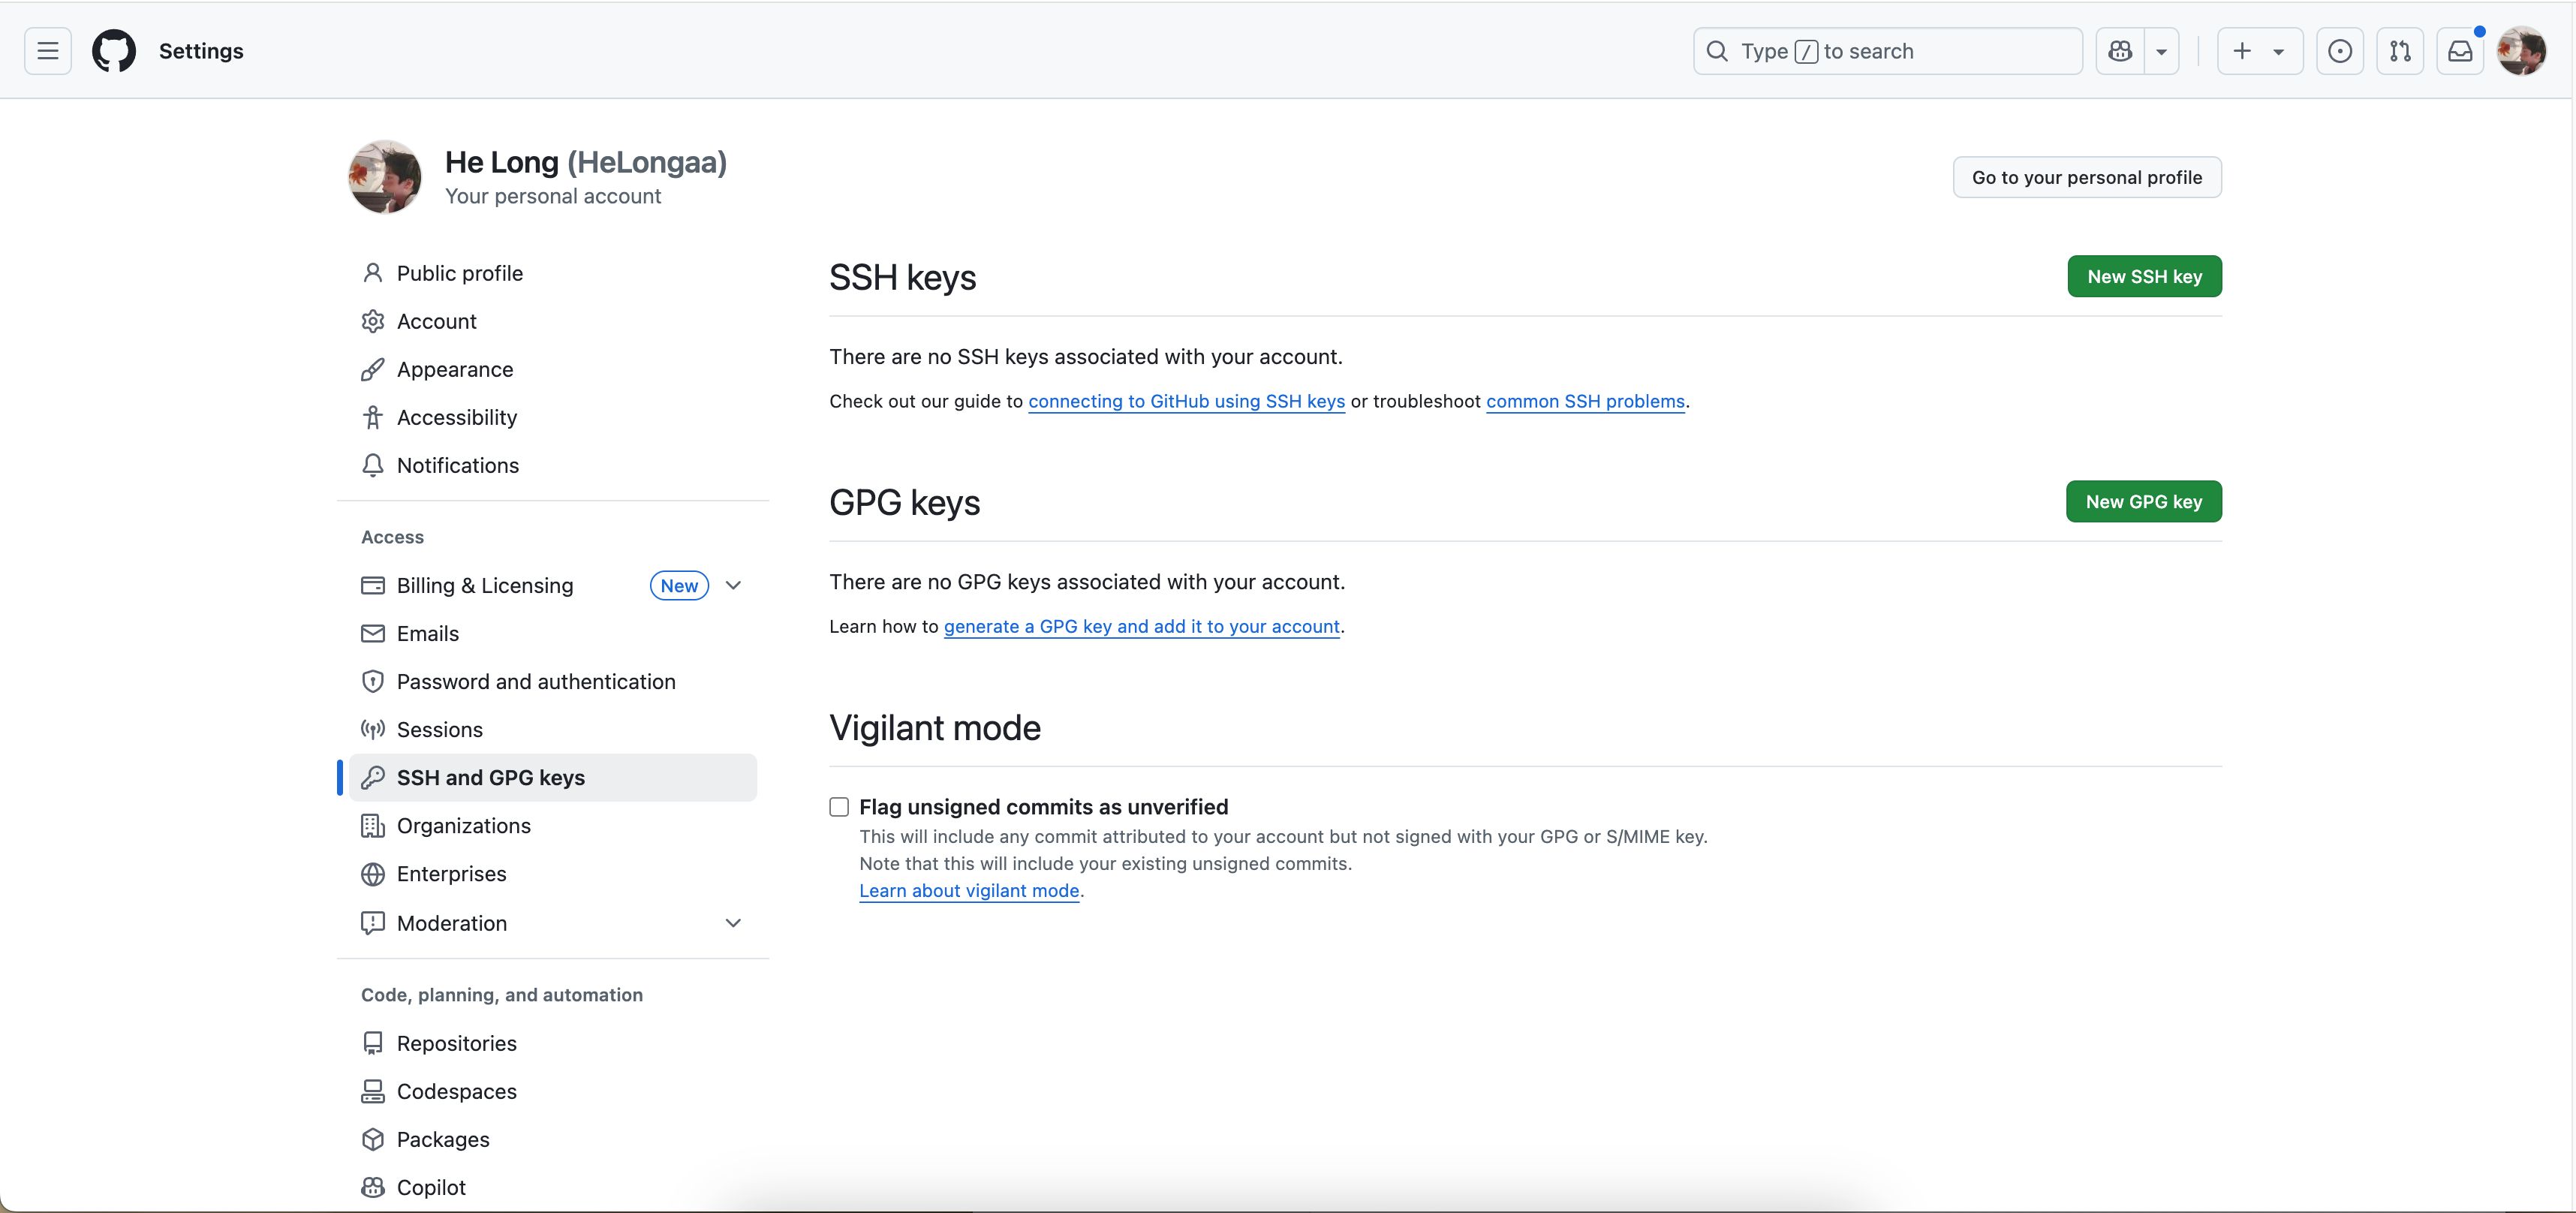 Settings
Type / to search
He Long (HeLongaa)
Your personal account
Go to your personal profile
Public profile
Account
Appearance
Accessibility
Notifications
Access
Billing & Licensing New
Emails
Password and authentication
Sessions
SSH and GPG keys
Organizations
Enterprises
Moderation
Code, planning, and automation
Repositories
Codespaces
Packages
Copilot
SSH keys
New SSH key
There are no SSH keys associated with your account.
Check out our guide to connecting to GitHub using SSH keys or troubleshoot common SSH problems.
GPG keys
New GPG key
There are no GPG keys associated with your account.
Learn how to generate a GPG key and add it to your account.
Vigilant mode
Flag unsigned commits as unverified
This will include any commit attributed to your account but not signed with your GPG or S/MIME key.
Note that this will include your existing unsigned commits.
Learn about vigilant mode.